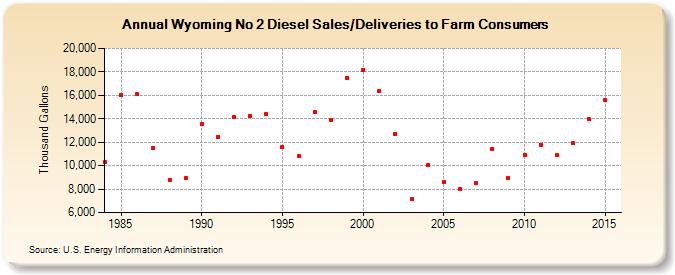 Annual Wyoming No 2 Diesel Sales/Deliveries to Farm Consumers
Thousand Gallons
20,000
18,000
16,000
14,000
12,000
10,000
8,000
6,000
1985 1990 1995 2000 2005 2010 2015
Source: U.S. Energy Information Administration